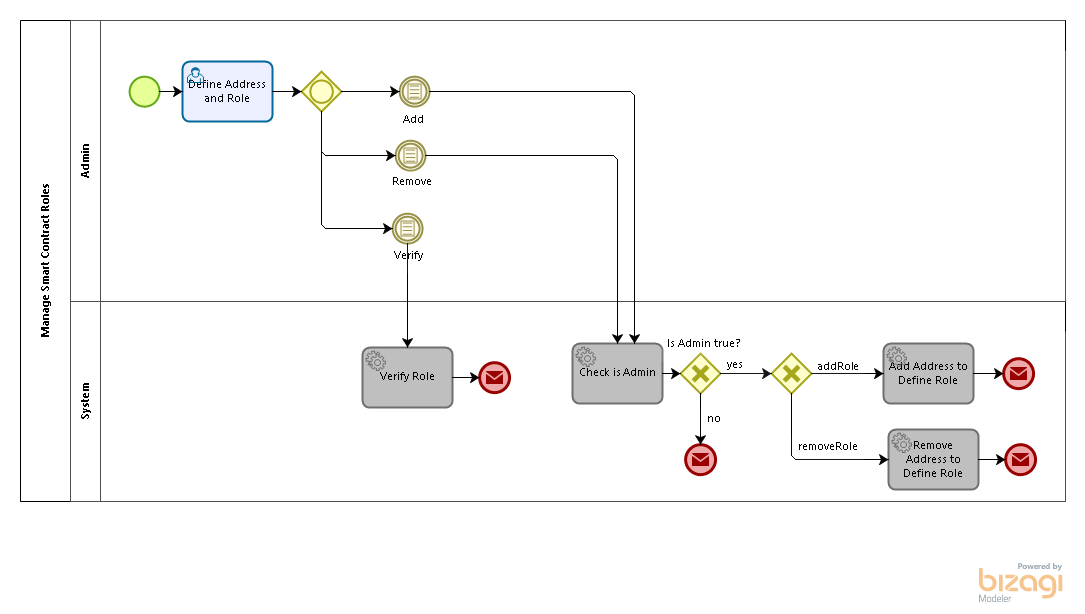 Manage Smart Contract Roles
Admin
Define Address
and Role
Add
Remove
Verify
System
Verify Role
Check is Admin
Is Admin true?
yes
no
addRole
Add Address to
Define Role
removeRole
Remove
Address to
Define Role
Powered by
bizagi
Modeler